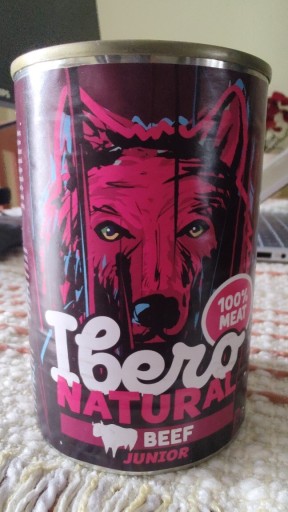 100%
MEAT
Ibero
NATURAL
BEEF
JUNIOR